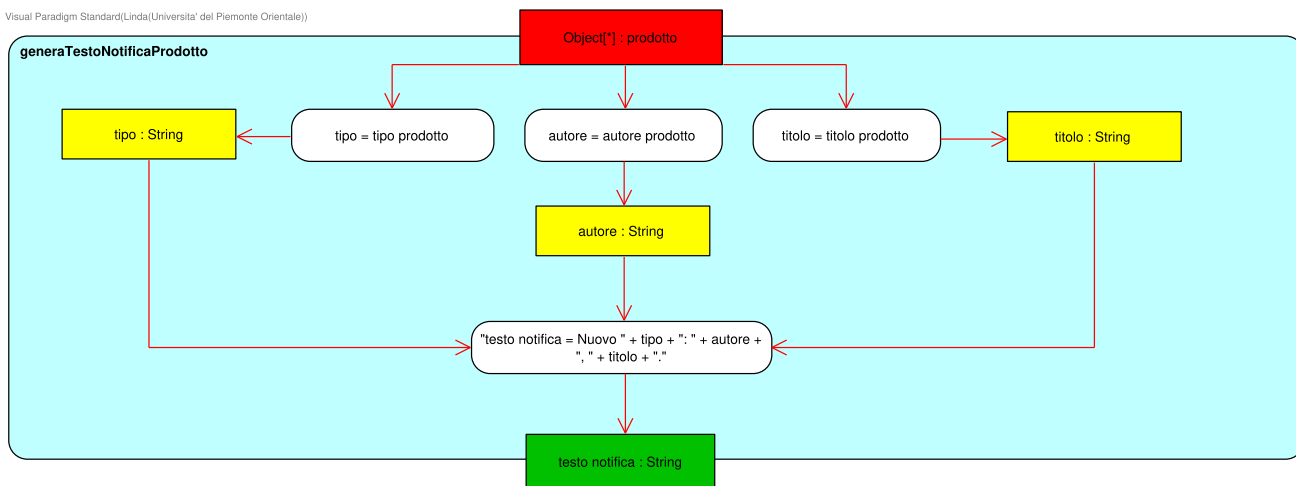 Visual Paradigm Standard(Linda(Universita' del Piemonte Orientale))
Object[*] : prodotto
generaTestoNotificaProdotto
tipo : String
tipo = tipo prodotto
autore = autore prodotto
titolo = titolo prodotto
titolo : String
autore : String
"testo notifica = Nuovo " + tipo + ": " + autore +
", " + titolo + "."
testo notifica : String